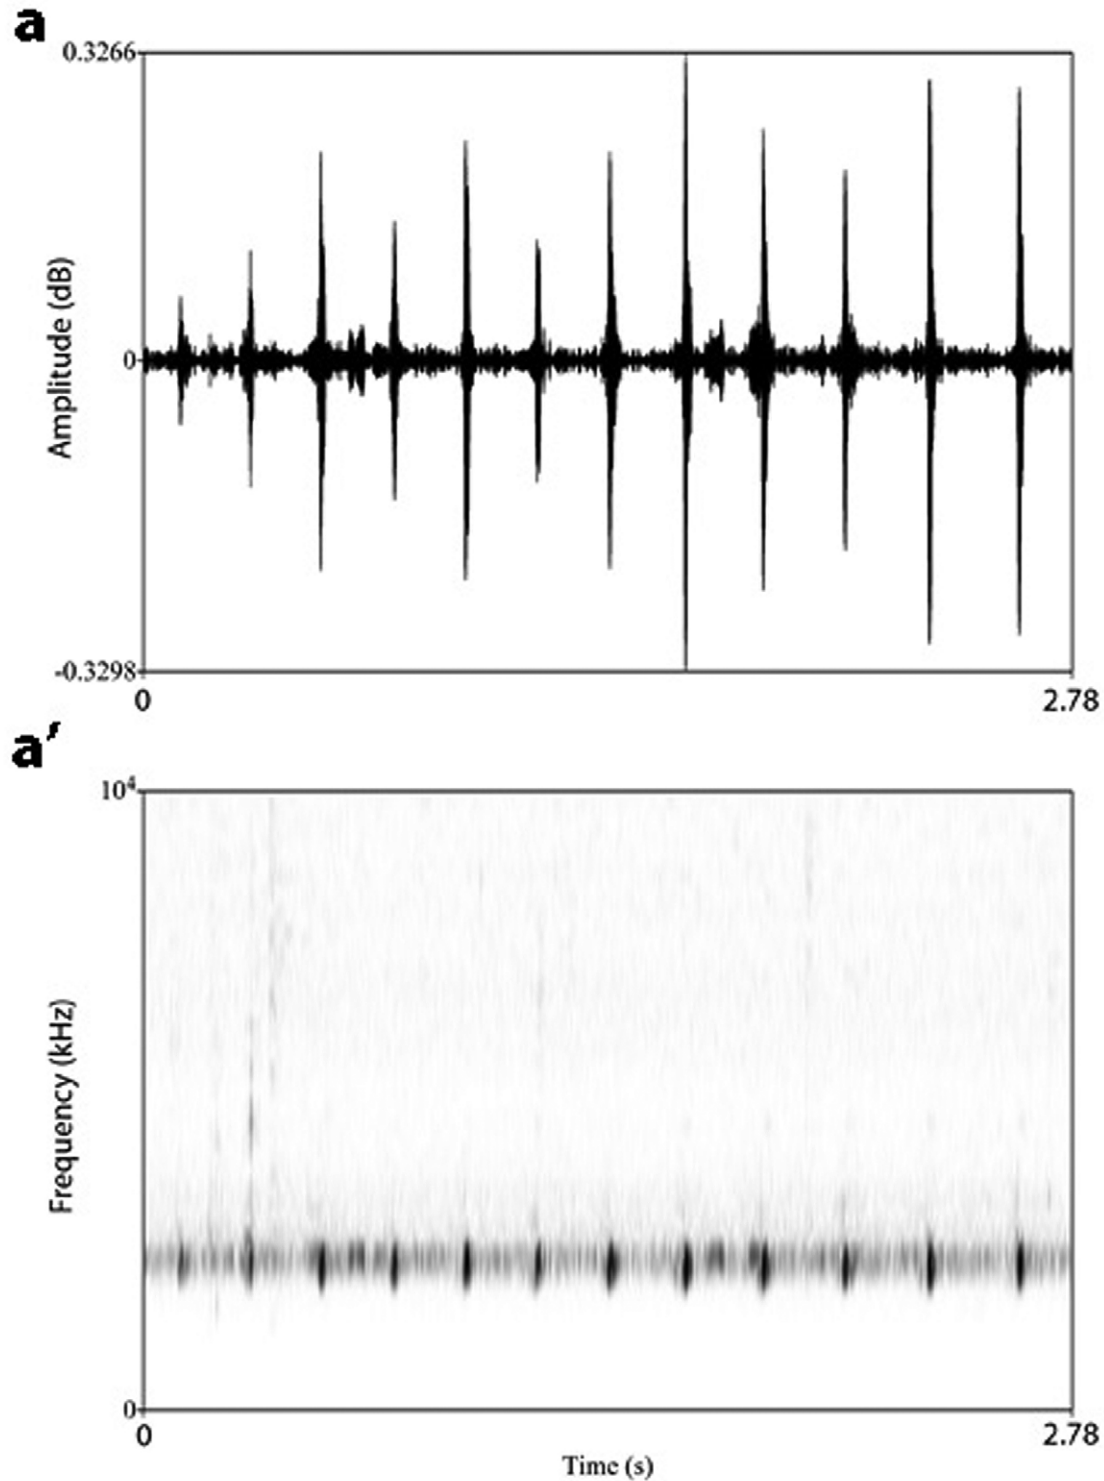 a
0.3266
Amplitude (dB)
0
-0.3298
0
2.78
a′
10⁴
Frequency (kHz)
0
0
2.78
Time (s)